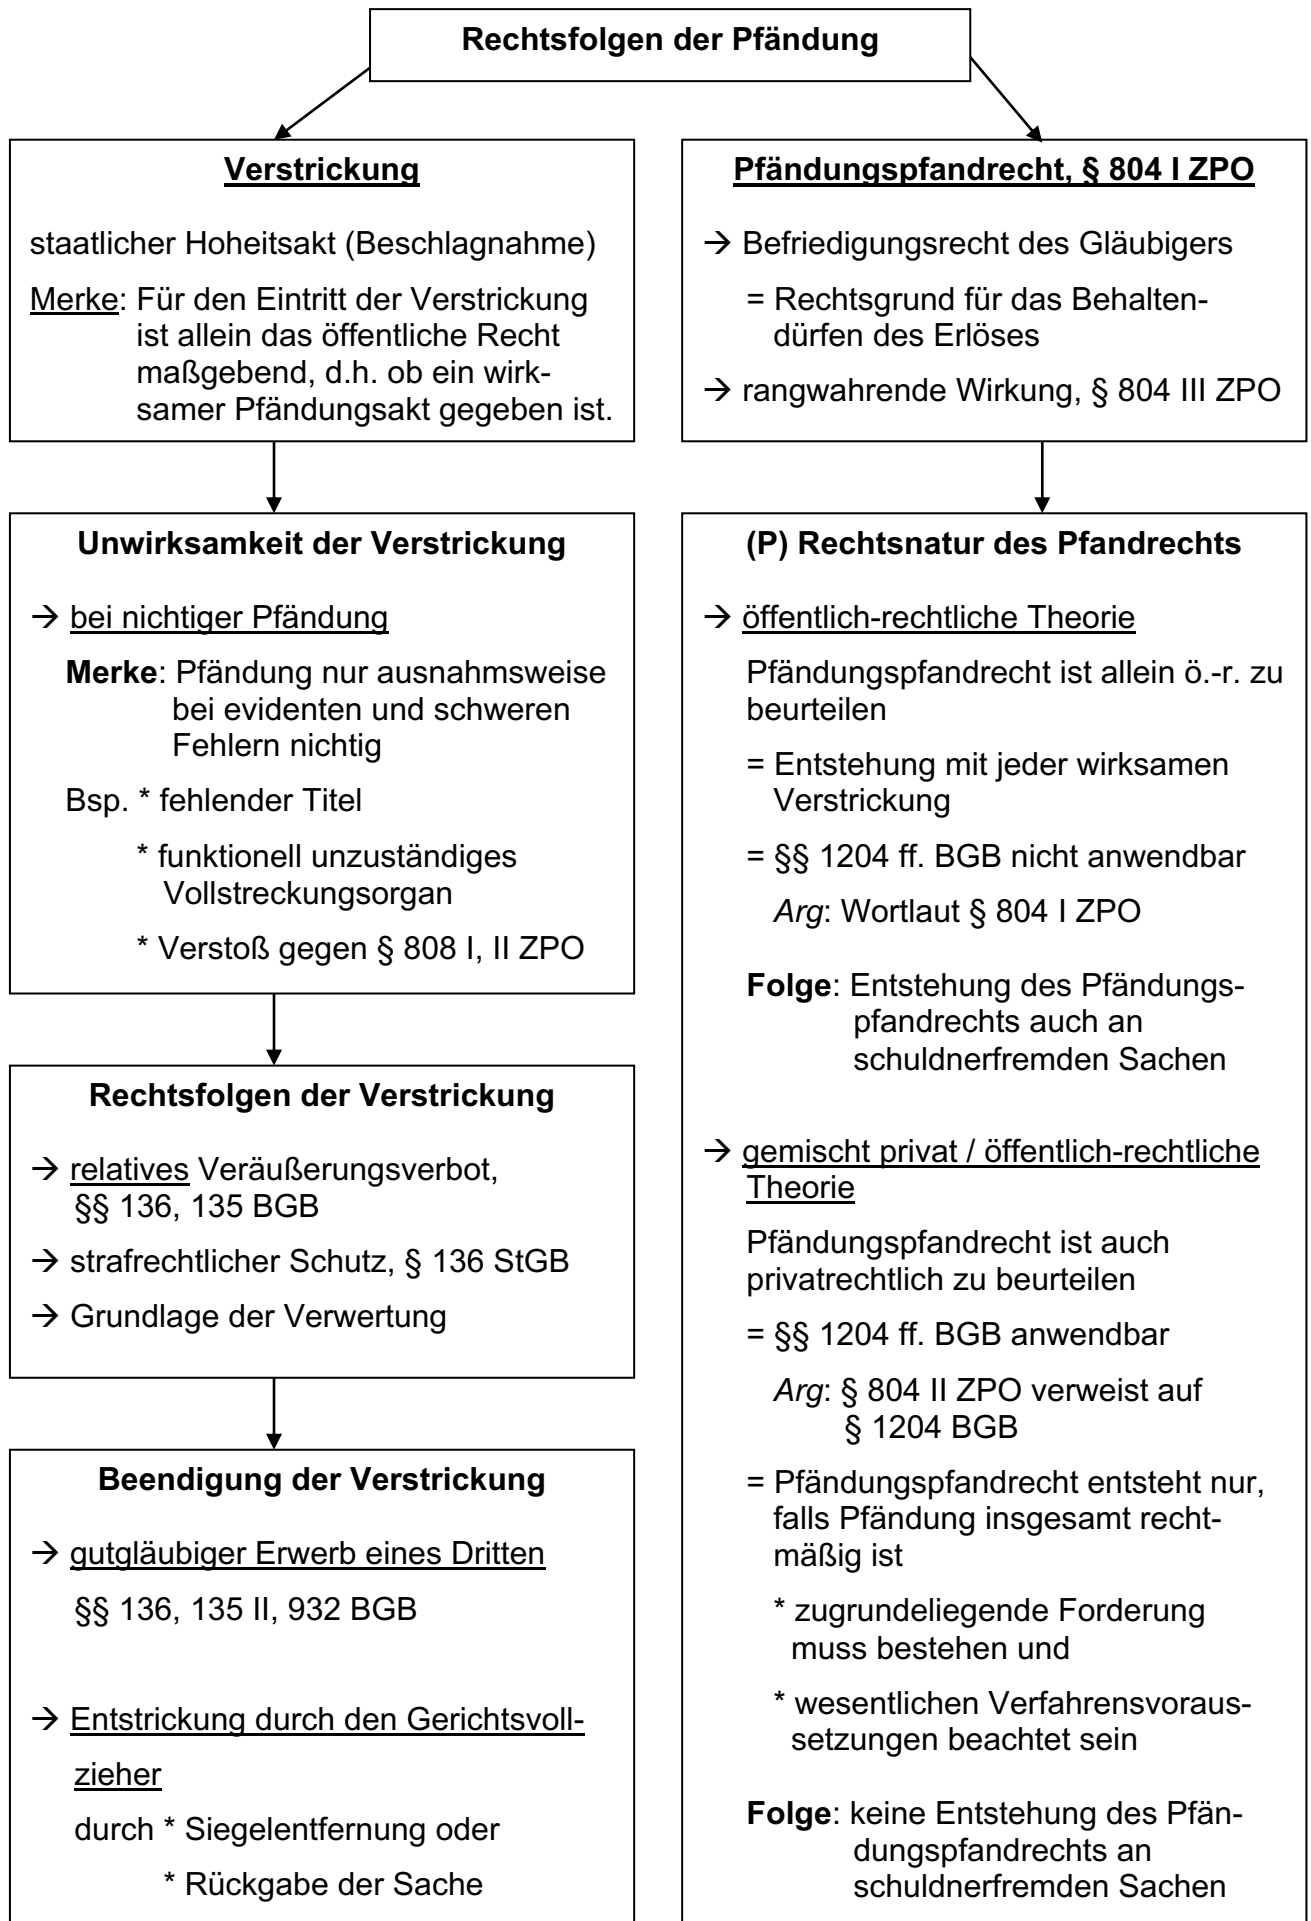 Rechtsfolgen der Pfändung
Verstrickung
staatlicher Hoheitsakt (Beschlagnahme)
Merke: Für den Eintritt der Verstrickung
ist allein das öffentliche Recht
maßgebend, d.h. ob ein wirk-
samer Pfändungsakt gegeben ist.
Unwirksamkeit der Verstrickung
→ bei nichtiger Pfändung
Merke: Pfändung nur ausnahmsweise
bei evidenten und schweren
Fehlern nichtig
Bsp. * fehlender Titel
* funktionell unzuständiges
Vollstreckungsorgan
* Verstoß gegen § 808 I, II ZPO
Rechtsfolgen der Verstrickung
→ relatives Veräußerungsverbot,
§§ 136, 135 BGB
→ strafrechtlicher Schutz, § 136 StGB
→ Grundlage der Verwertung
Beendigung der Verstrickung
→ gutgläubiger Erwerb eines Dritten
§§ 136, 135 II, 932 BGB
→ Entstrickung durch den Gerichtsvoll-
zieher
durch * Siegelentfernung oder
* Rückgabe der Sache
Pfändungspfandrecht, § 804 I ZPO
→ Befriedigungsrecht des Gläubigers
= Rechtsgrund für das Behalten-
dürfen des Erlöses
→ rangwahrende Wirkung, § 804 III ZPO
(P) Rechtsnatur des Pfandrechts
→ öffentlich-rechtliche Theorie
Pfändungspfandrecht ist allein ö.-r. zu
beurteilen
= Entstehung mit jeder wirksamen
Verstrickung
= §§ 1204 ff. BGB nicht anwendbar
Arg: Wortlaut § 804 I ZPO
Folge: Entstehung des Pfändungs-
pfandrechts auch an
schuldnerfremden Sachen
→ gemischt privat / öffentlich-rechtliche
Theorie
Pfändungspfandrecht ist auch
privatrechtlich zu beurteilen
= §§ 1204 ff. BGB anwendbar
Arg: § 804 II ZPO verweist auf
§ 1204 BGB
= Pfändungspfandrecht entsteht nur,
falls Pfändung insgesamt recht-
mäßig ist
* zugrundeliegende Forderung
muss bestehen und
* wesentlichen Verfahrensvoraus-
setzungen beachtet sein
Folge: keine Entstehung des Pfän-
dungspfandrechts an
schuldnerfremden Sachen